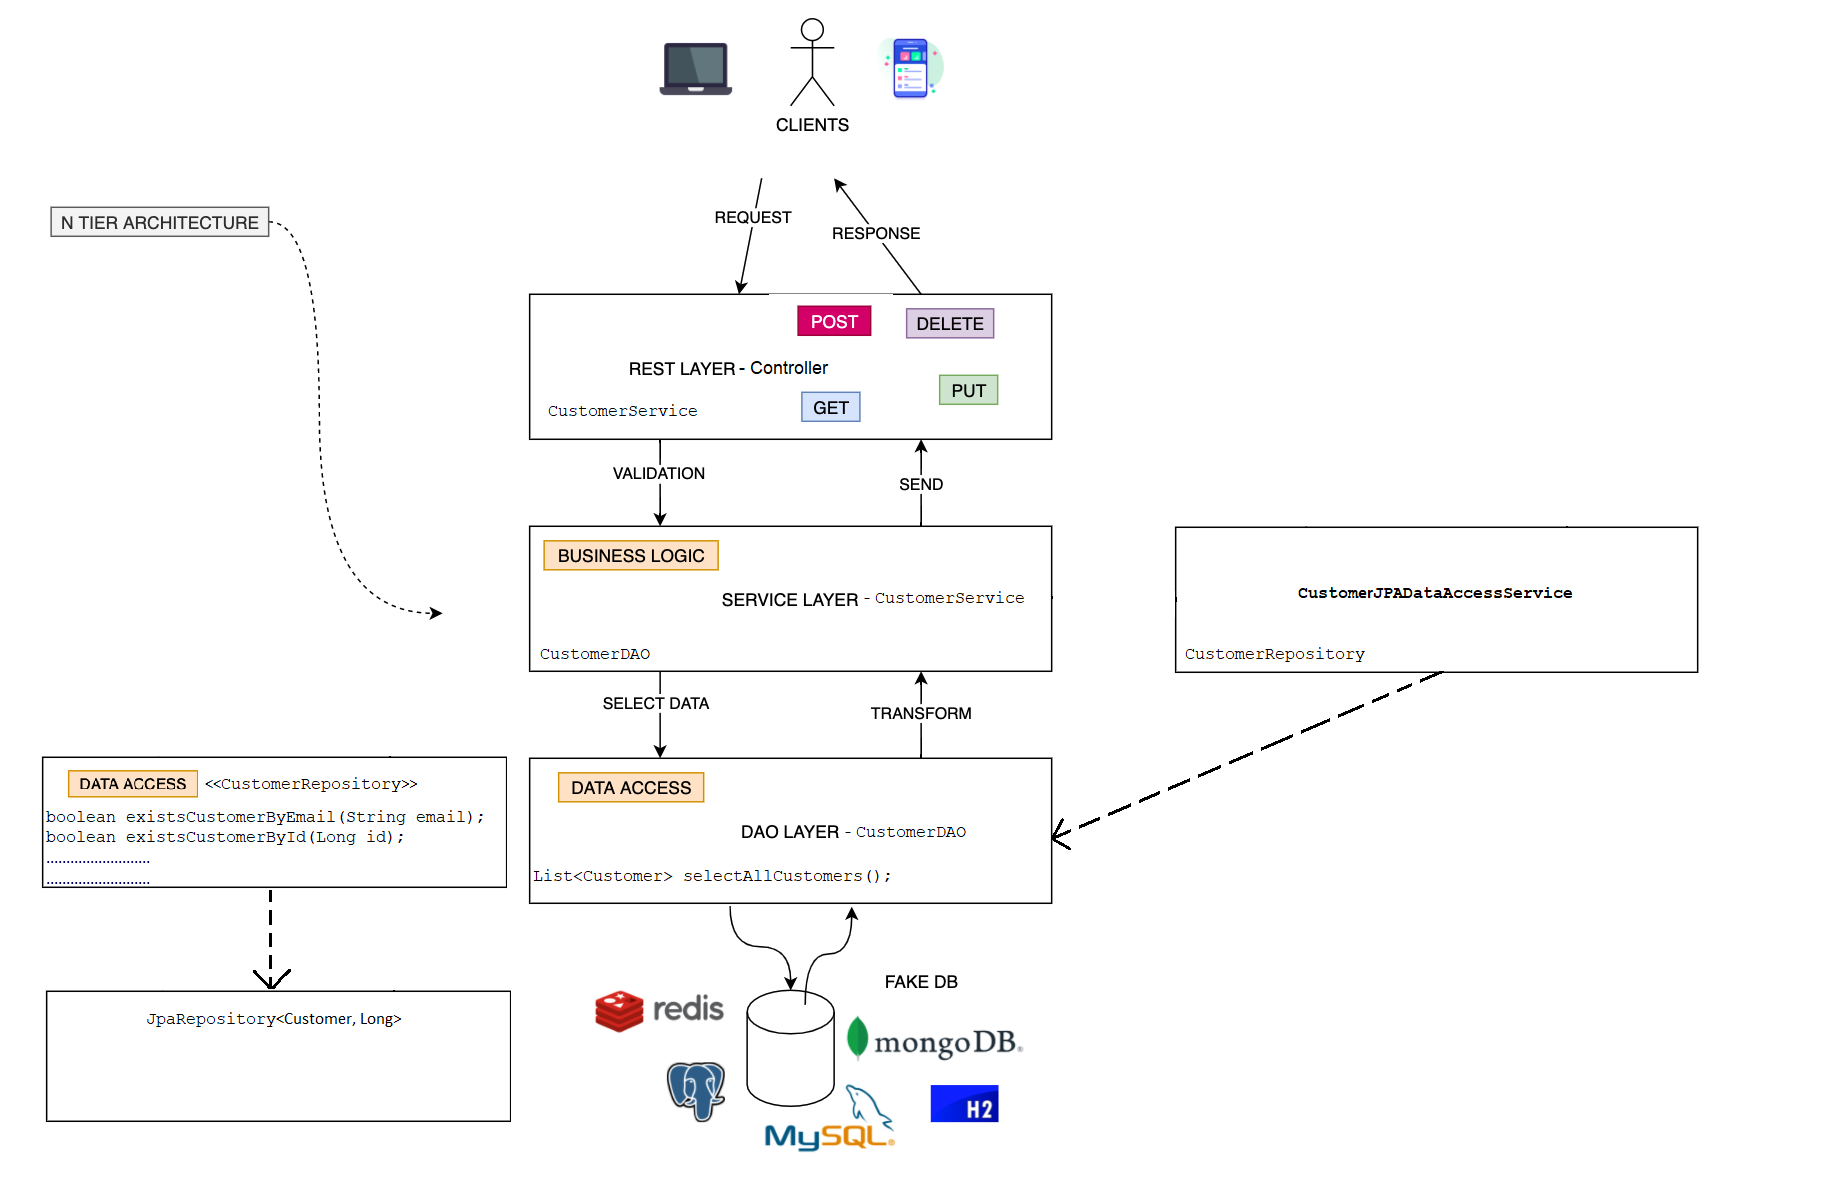 CLIENTS
N TIER ARCHITECTURE
REQUEST
RESPONSE
POST
DELETE
REST LAYER - Controller
PUT
GET
CustomerService
VALIDATION
SEND
BUSINESS LOGIC
SERVICE LAYER - CustomerService
CustomerDAO
CustomerJPADataAccessService
CustomerRepository
SELECT DATA
TRANSFORM
DATA ACCESS <<CustomerRepository>>
boolean existsCustomerByEmail(String email);
boolean existsCustomerById(Long id);
..........................
..........................
DATA ACCESS
DAO LAYER - CustomerDAO
List<Customer> selectAllCustomers();
JpaRepository<Customer, Long>
FAKE DB
redis
mongoDB®
MySQL®
H2